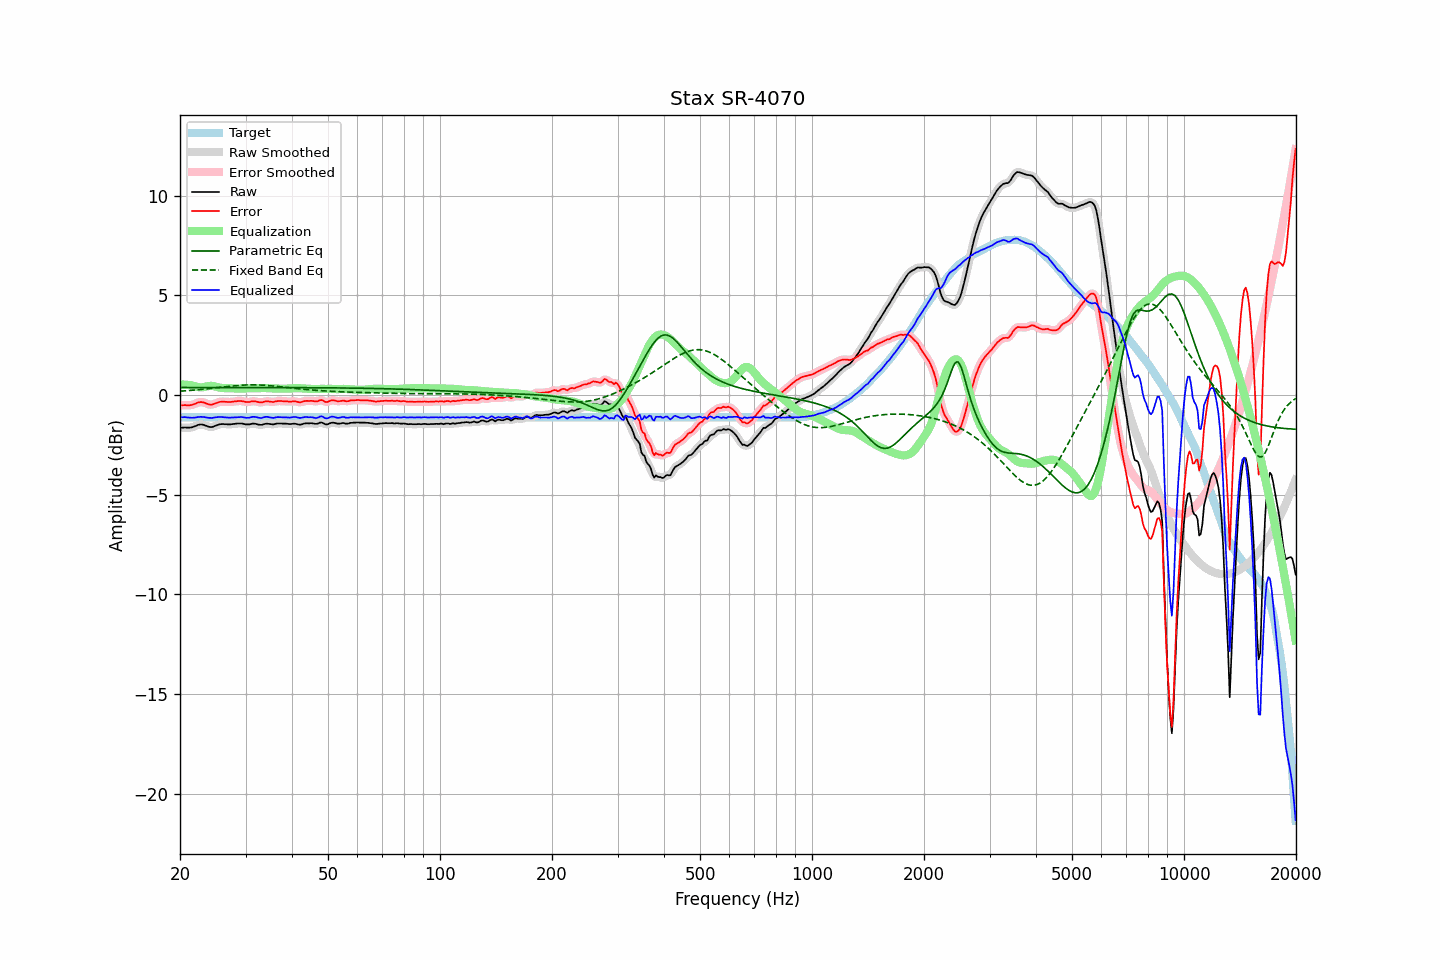 Stax SR-4070
Target
Raw Smoothed
Error Smoothed
Raw
Error
Equalization
Parametric Eq
Fixed Band Eq
Equalized
Amplitude (dBr)
10
5
0
−5
−10
−15
−20
20
50
100
200
500
1000
2000
5000
10000
20000
Frequency (Hz)